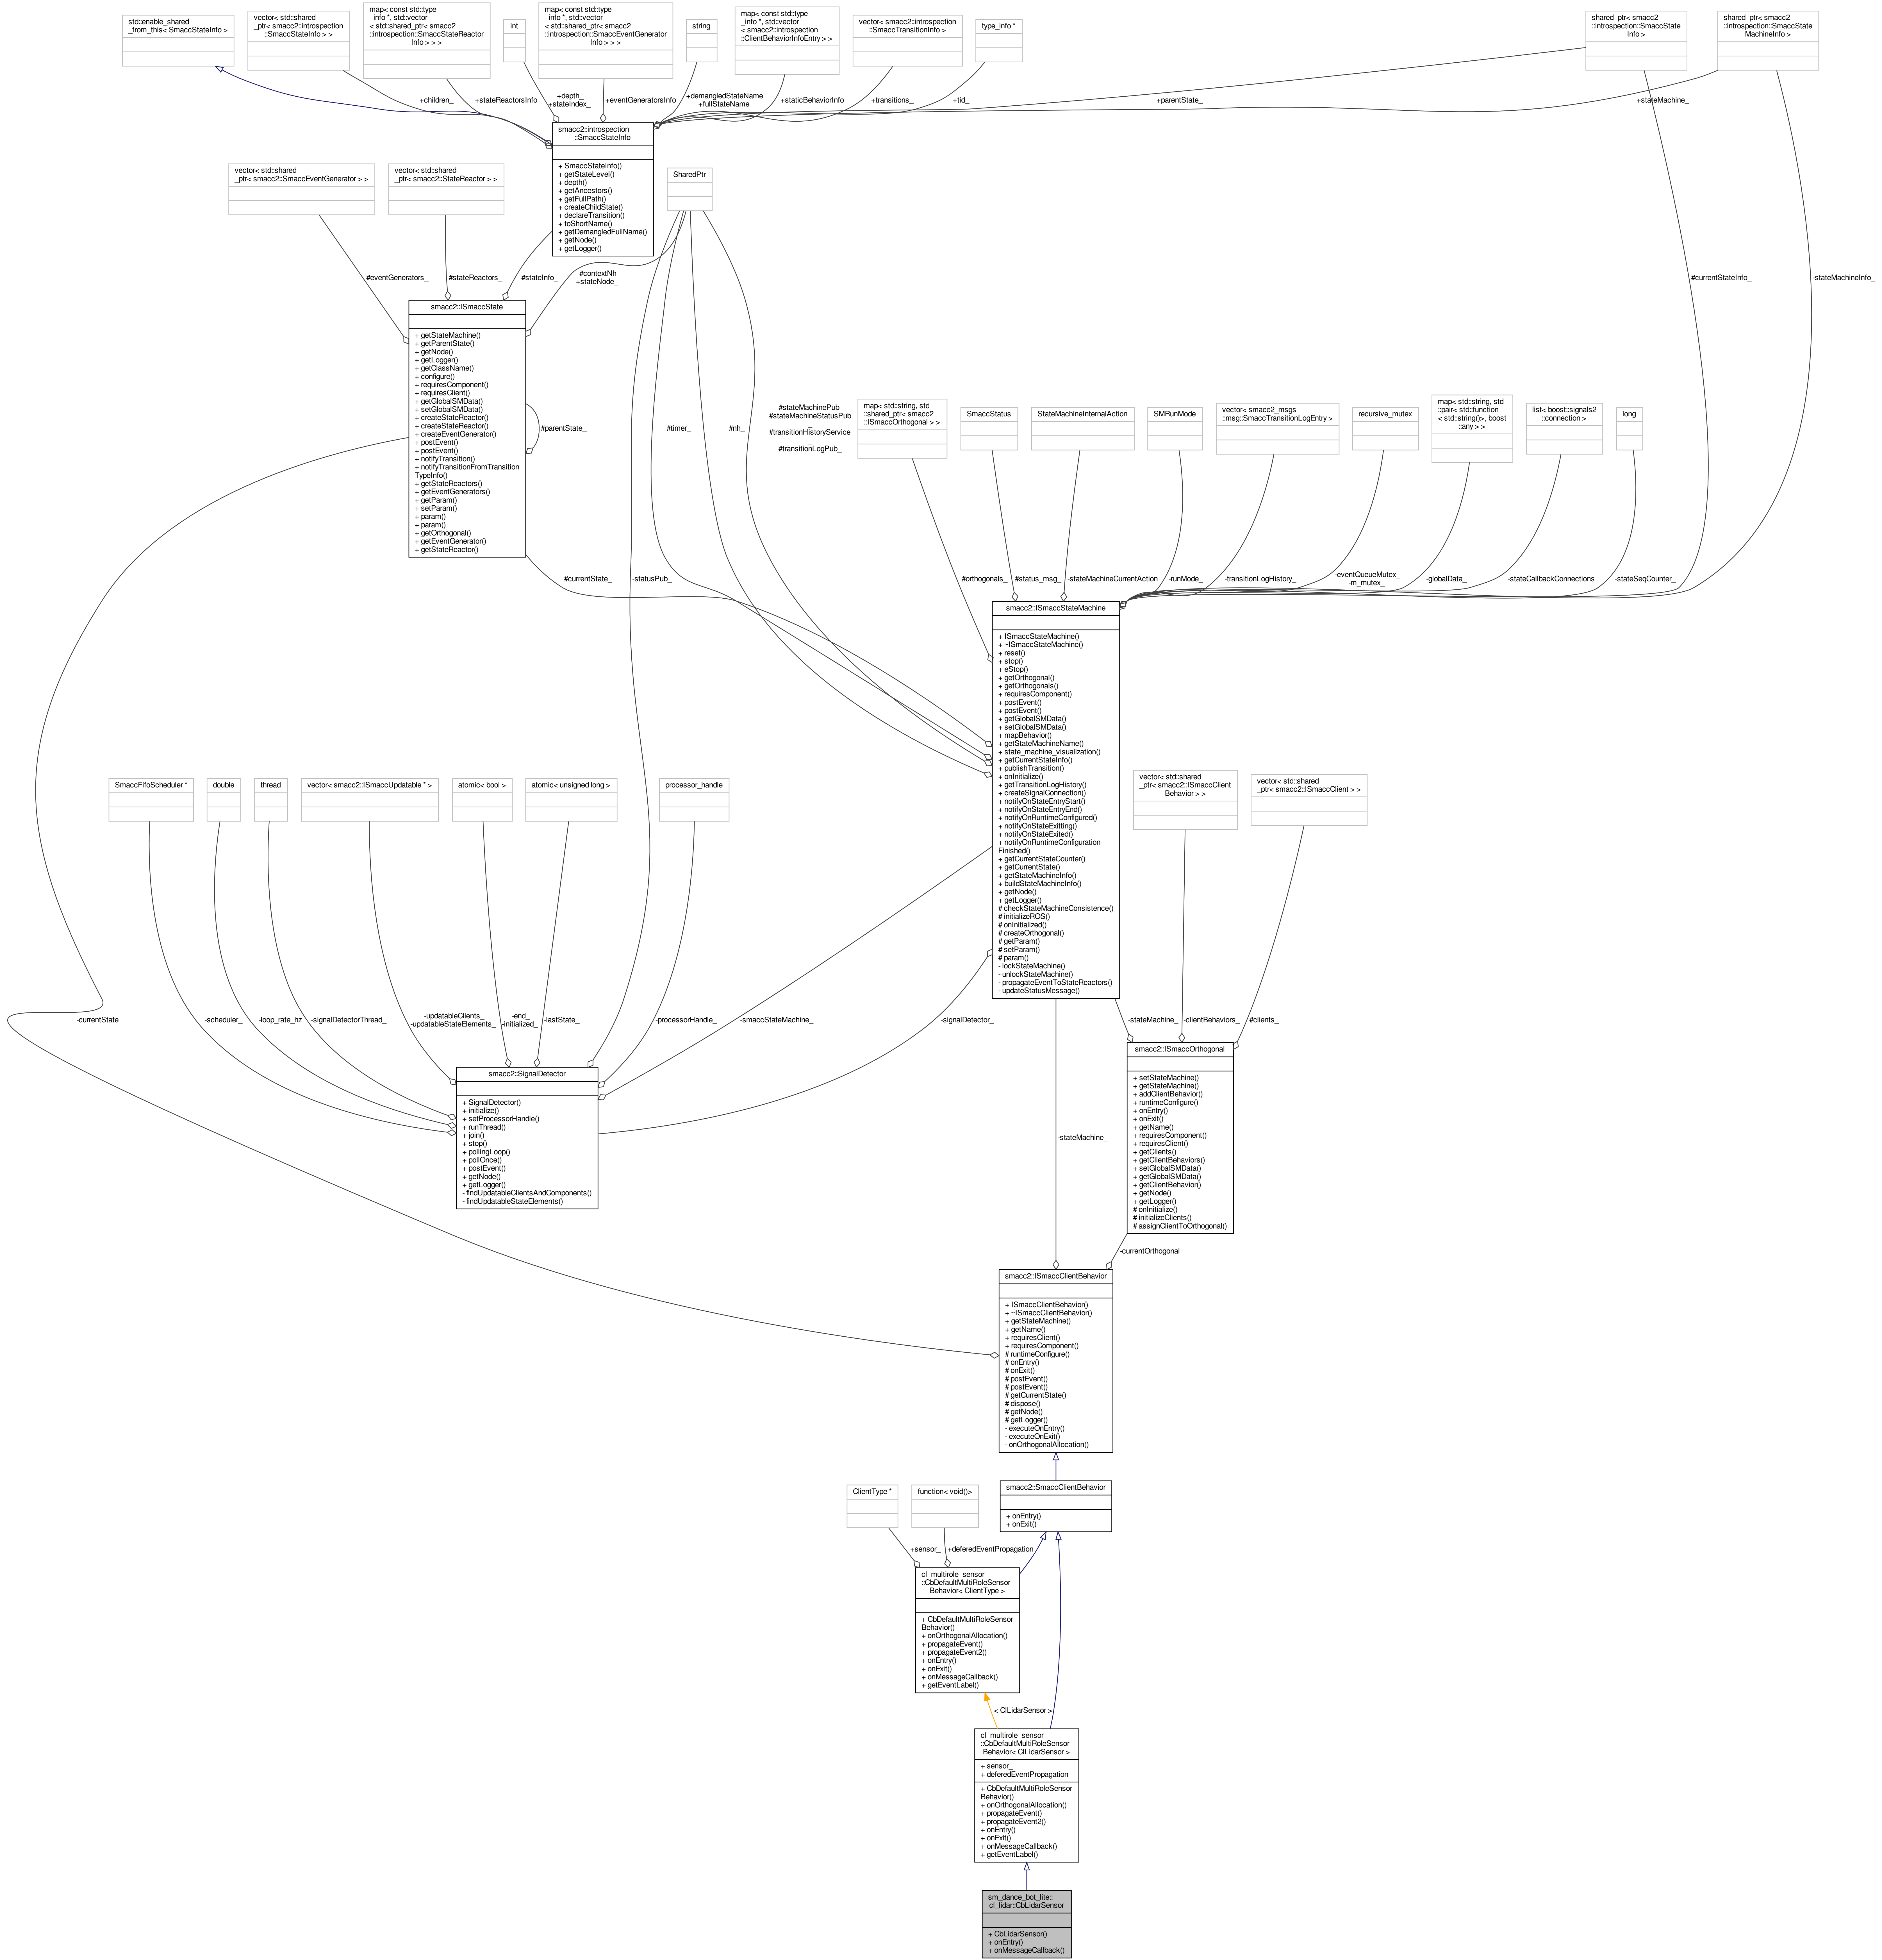 std::enable_shared
_from_this< SmaccStateInfo >
vector< std::shared
_ptr< smacc2::introspection
::SmaccStateInfo > >
map< const std::type
_info *, std::vector
< std::shared_ptr< smacc2
::introspection::SmaccStateReactor
Info > > >
int
map< const std::type
_info *, std::vector
< std::shared_ptr< smacc2
::introspection::SmaccEventGenerator
Info > > >
string
map< const std::type
_info *, std::vector
< smacc2::introspection
::ClientBehaviorInfoEntry > >
vector< smacc2::introspection
::SmaccTransitionInfo >
type_info *
shared_ptr< smacc2
::introspection::SmaccState
Info >
shared_ptr< smacc2
::introspection::SmaccState
MachineInfo >
+children_
+stateReactorsInfo
+depth_
+stateIndex_
+eventGeneratorsInfo
+demangledStateName
+fullStateName
+staticBehaviorInfo
+transitions_
+tid_
+parentState_
+stateMachine_
smacc2::introspection
::SmaccStateInfo
+ SmaccStateInfo()
+ getStateLevel()
+ depth()
+ getAncestors()
+ getFullPath()
+ createChildState()
+ declareTransition()
+ toShortName()
+ getDemangledFullName()
+ getNode()
+ getLogger()
vector< std::shared
_ptr< smacc2::SmaccEventGenerator > >
vector< std::shared
_ptr< smacc2::StateReactor > >
SharedPtr
#eventGenerators_
#stateReactors_
#stateInfo_
#contextNh
+stateNode_
#currentStateInfo_
-stateMachineInfo_
smacc2::ISmaccState
+ getStateMachine()
+ getParentState()
+ getNode()
+ getLogger()
+ getClassName()
+ configure()
+ requiresComponent()
+ requiresClient()
+ getGlobalSMData()
+ setGlobalSMData()
+ createStateReactor()
+ createStateReactor()
+ createEventGenerator()
+ postEvent()
+ postEvent()
+ notifyTransition()
+ notifyTransitionFromTransition
TypeInfo()
+ getStateReactors()
+ getEventGenerators()
+ getParam()
+ setParam()
+ param()
+ param()
+ getOrthogonal()
+ getEventGenerator()
+ getStateReactor()
#parentState_
#timer_
#nh_
#stateMachinePub_
#stateMachineStatusPub
_
#transitionHistoryService
_
#transitionLogPub_
map< std::string, std
::shared_ptr< smacc2
::ISmaccOrthogonal > >
SmaccStatus
StateMachineInternalAction
SMRunMode
vector< smacc2_msgs
::msg::SmaccTransitionLogEntry >
recursive_mutex
map< std::string, std
::pair< std::function
< std::string()>, boost
::any > >
list< boost::signals2
::connection >
long
#currentState_
-statusPub_
#orthogonals_
#status_msg_
-stateMachineCurrentAction
-runMode_
-transitionLogHistory_
-eventQueueMutex_
-m_mutex_
-globalData_
-stateCallbackConnections
-stateSeqCounter_
smacc2::ISmaccStateMachine
+ ISmaccStateMachine()
+ ~ISmaccStateMachine()
+ reset()
+ stop()
+ eStop()
+ getOrthogonal()
+ getOrthogonals()
+ requiresComponent()
+ postEvent()
+ postEvent()
+ getGlobalSMData()
+ setGlobalSMData()
+ mapBehavior()
+ getStateMachineName()
+ state_machine_visualization()
+ getCurrentStateInfo()
+ publishTransition()
+ onInitialize()
+ getTransitionLogHistory()
+ createSignalConnection()
+ notifyOnStateEntryStart()
+ notifyOnStateEntryEnd()
+ notifyOnRuntimeConfigured()
+ notifyOnStateExitting()
+ notifyOnStateExited()
+ notifyOnRuntimeConfiguration
Finished()
+ getCurrentStateCounter()
+ getCurrentState()
+ getStateMachineInfo()
+ buildStateMachineInfo()
+ getNode()
+ getLogger()
# checkStateMachineConsistence()
# initializeROS()
# onInitialized()
# createOrthogonal()
# getParam()
# setParam()
# param()
- lockStateMachine()
- unlockStateMachine()
- propagateEventToStateReactors()
- updateStatusMessage()
SmaccFifoScheduler *
double
thread
vector< smacc2::ISmaccUpdatable * >
atomic< bool >
atomic< unsigned long >
processor_handle
vector< std::shared
_ptr< smacc2::ISmaccClient
Behavior > >
vector< std::shared
_ptr< smacc2::ISmaccClient > >
-currentState
-scheduler_
-loop_rate_hz
-signalDetectorThread_
-updatableClients_
-updatableStateElements_
-end_
-initialized_
-lastState_
-processorHandle_
-smaccStateMachine_
-signalDetector_
-stateMachine_
-clientBehaviors_
#clients_
smacc2::SignalDetector
+ SignalDetector()
+ initialize()
+ setProcessorHandle()
+ runThread()
+ join()
+ stop()
+ pollingLoop()
+ pollOnce()
+ postEvent()
+ getNode()
+ getLogger()
- findUpdatableClientsAndComponents()
- findUpdatableStateElements()
smacc2::ISmaccOrthogonal
+ setStateMachine()
+ getStateMachine()
+ addClientBehavior()
+ runtimeConfigure()
+ onEntry()
+ onExit()
+ getName()
+ requiresComponent()
+ requiresClient()
+ getClients()
+ getClientBehaviors()
+ setGlobalSMData()
+ getGlobalSMData()
+ getClientBehavior()
+ getNode()
+ getLogger()
# onInitialize()
# initializeClients()
# assignClientToOrthogonal()
-stateMachine_
-currentOrthogonal
smacc2::ISmaccClientBehavior
+ ISmaccClientBehavior()
+ ~ISmaccClientBehavior()
+ getStateMachine()
+ getName()
+ requiresClient()
+ requiresComponent()
# runtimeConfigure()
# onEntry()
# onExit()
# postEvent()
# postEvent()
# getCurrentState()
# dispose()
# getNode()
# getLogger()
- executeOnEntry()
- executeOnExit()
- onOrthogonalAllocation()
ClientType *
function< void()>
smacc2::SmaccClientBehavior
+ onEntry()
+ onExit()
+sensor_
+deferedEventPropagation
cl_multirole_sensor
::CbDefaultMultiRoleSensor
Behavior< ClientType >
+ CbDefaultMultiRoleSensor
Behavior()
+ onOrthogonalAllocation()
+ propagateEvent()
+ propagateEvent2()
+ onEntry()
+ onExit()
+ onMessageCallback()
+ getEventLabel()
< ClLidarSensor >
cl_multirole_sensor
::CbDefaultMultiRoleSensor
Behavior< ClLidarSensor >
+ sensor_
+ deferedEventPropagation
+ CbDefaultMultiRoleSensor
Behavior()
+ onOrthogonalAllocation()
+ propagateEvent()
+ propagateEvent2()
+ onEntry()
+ onExit()
+ onMessageCallback()
+ getEventLabel()
sm_dance_bot_lite::
cl_lidar::CbLidarSensor
+ CbLidarSensor()
+ onEntry()
+ onMessageCallback()